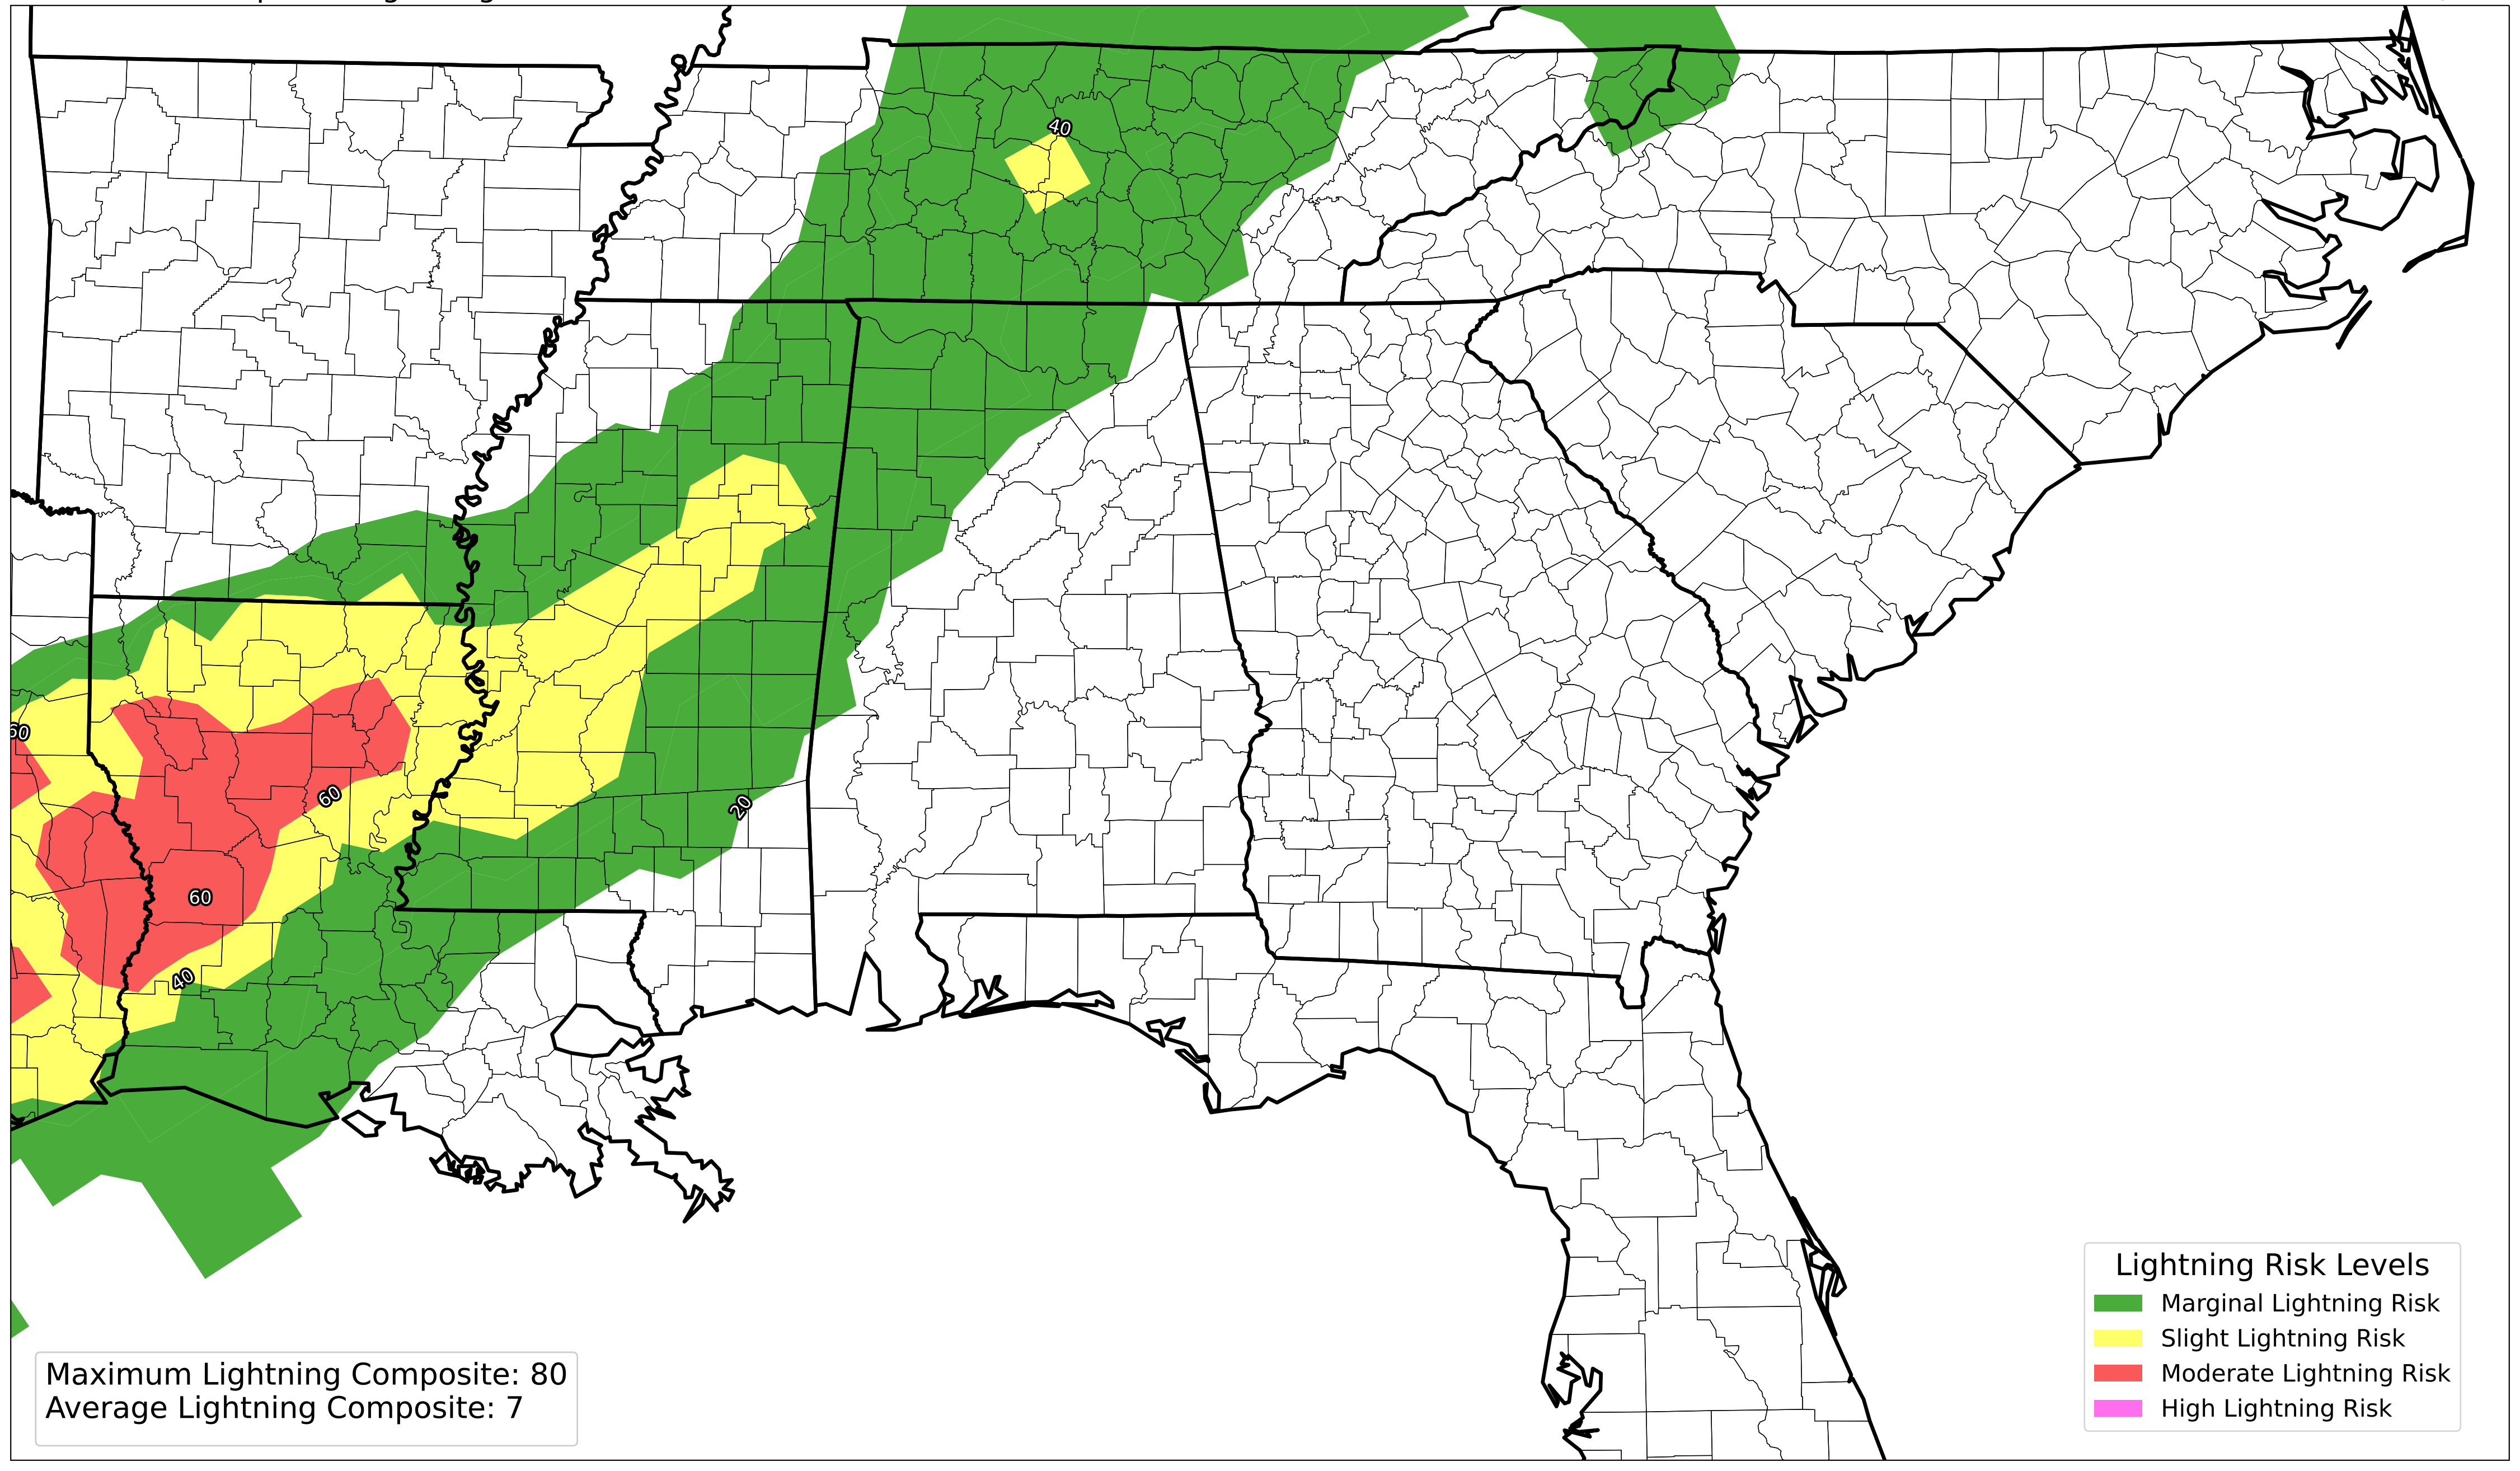 40
60
60
20
60
40
Lightning Risk Levels
Marginal Lightning Risk
Slight Lightning Risk
Moderate Lightning Risk
High Lightning Risk
Maximum Lightning Composite: 80
Average Lightning Composite: 7